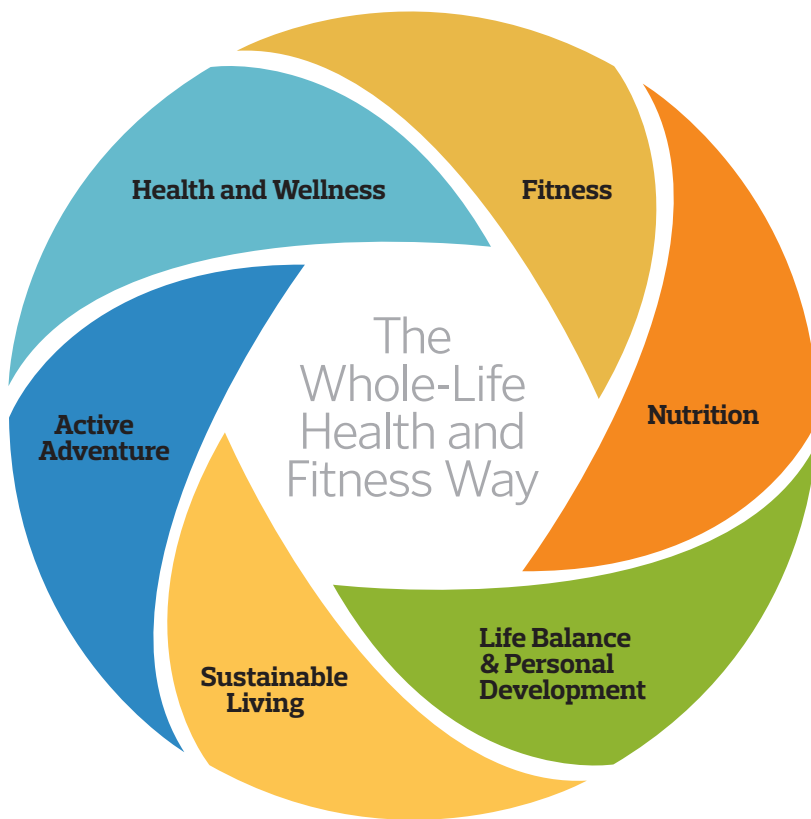 Health and Wellness
Fitness
The
Whole-Life
Health and
Fitness Way
Nutrition
Active
Adventure
Life Balance
& Personal
Development
Sustainable
Living